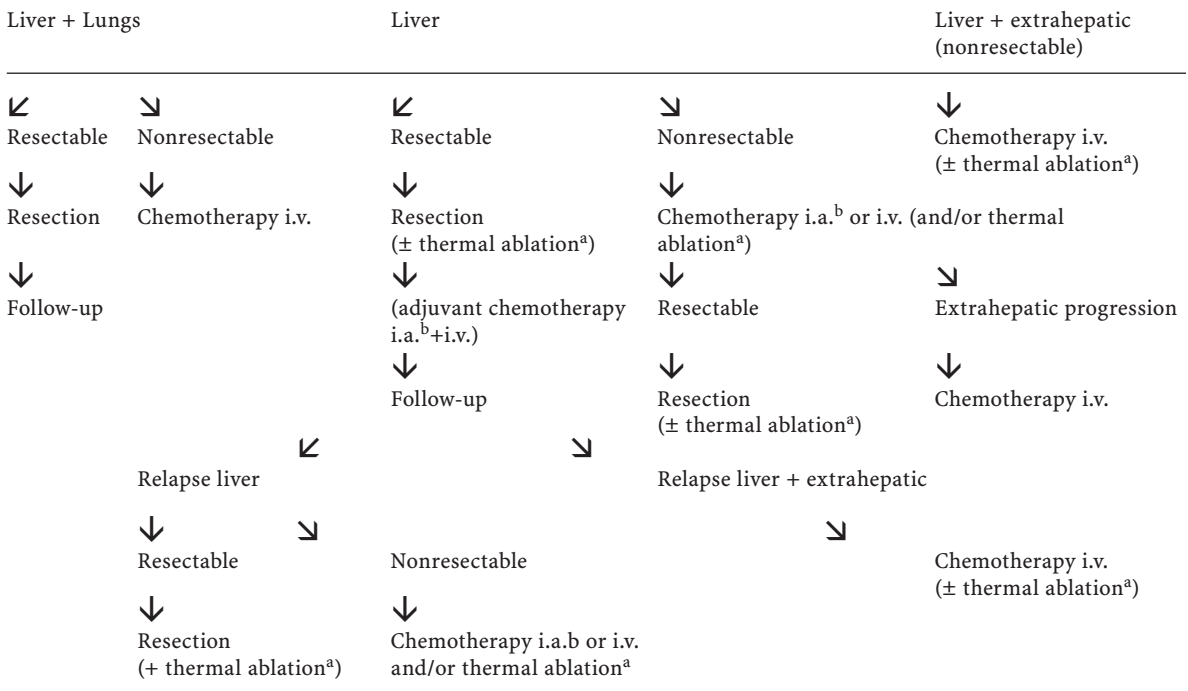 Liver + Lungs
Liver
Liver + extrahepatic
(nonresectable)
Resectable
Nonresectable
Resectable
Nonresectable
Chemotherapy i.v.
(± thermal ablationᵃ)
Resection
Chemotherapy i.v.
Resection
(± thermal ablationᵃ)
Chemotherapy i.a.ᵇ or i.v. (and/or thermal
ablationᵃ)
Follow-up
(adjuvant chemotherapy
i.a.ᵇ+i.v.)
Resectable
Extrahepatic progression
Follow-up
Resection
(± thermal ablationᵃ)
Chemotherapy i.v.
Relapse liver
Relapse liver + extrahepatic
Resectable
Nonresectable
Chemotherapy i.v.
(± thermal ablationᵃ)
Resection
(+ thermal ablationᵃ)
Chemotherapy i.a.b or i.v.
and/or thermal ablationᵃ